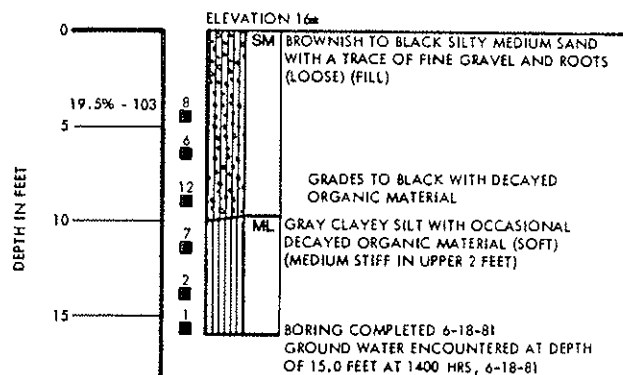 ELEVATION 16±
0
SM
BROWNISH TO BLACK SILTY MEDIUM SAND
WITH A TRACE OF FINE GRAVEL AND ROOTS
(LOOSE) (FILL)
19.5% - 103
8
5
6
12
GRADES TO BLACK WITH DECAYED
ORGANIC MATERIAL
DEPTH IN FEET
10
ML
GRAY CLAYEY SILT WITH OCCASIONAL
DECAYED ORGANIC MATERIAL (SOFT)
(MEDIUM STIFF IN UPPER 2 FEET)
7
2
15
1
BORING COMPLETED 6-18-81
GROUND WATER ENCOUNTERED AT DEPTH
OF 15.0 FEET AT 1400 HRS, 6-18-81